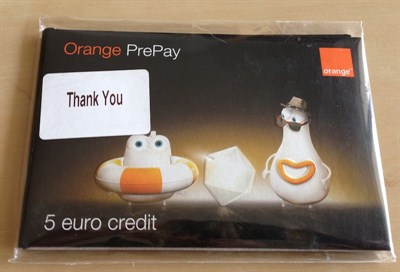 Orange PrePay
orange
Thank You
5 euro credit